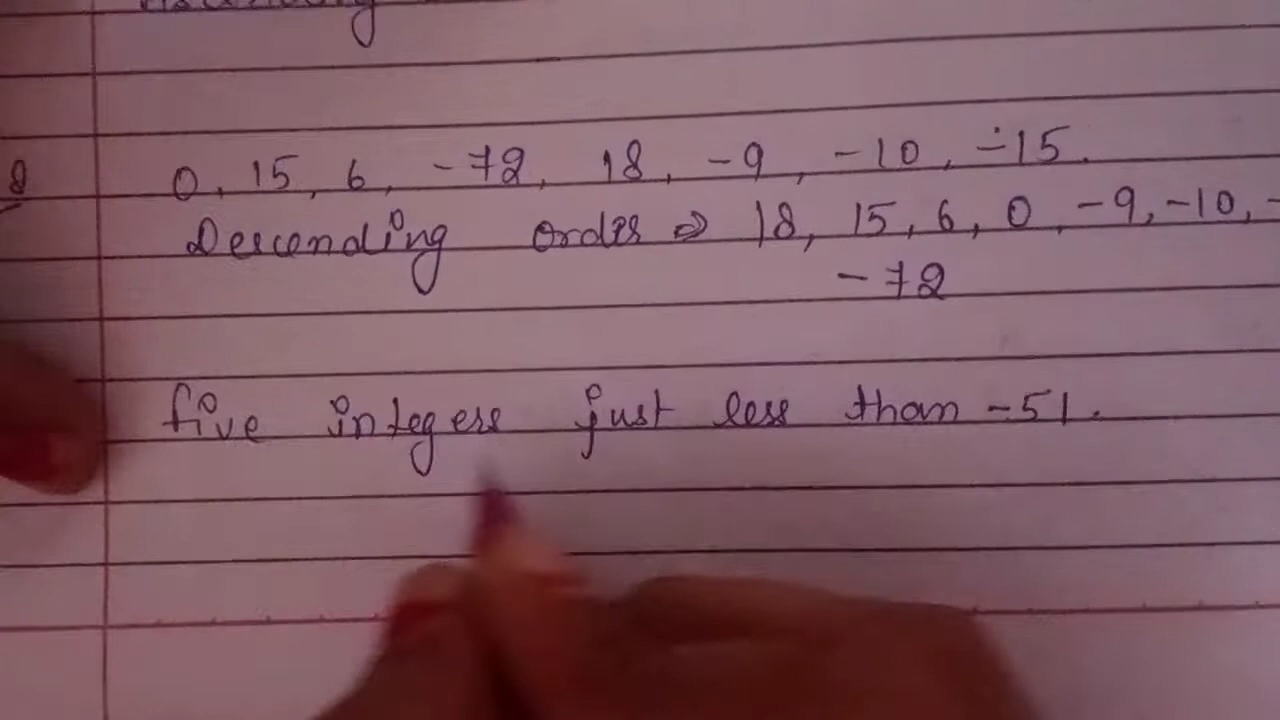 8
0, 15, 6, -72, 18, -9, -10, -15.
Descending order ⇒ 18, 15, 6, 0, -9, -10, -
-72
five integers just less than -51.